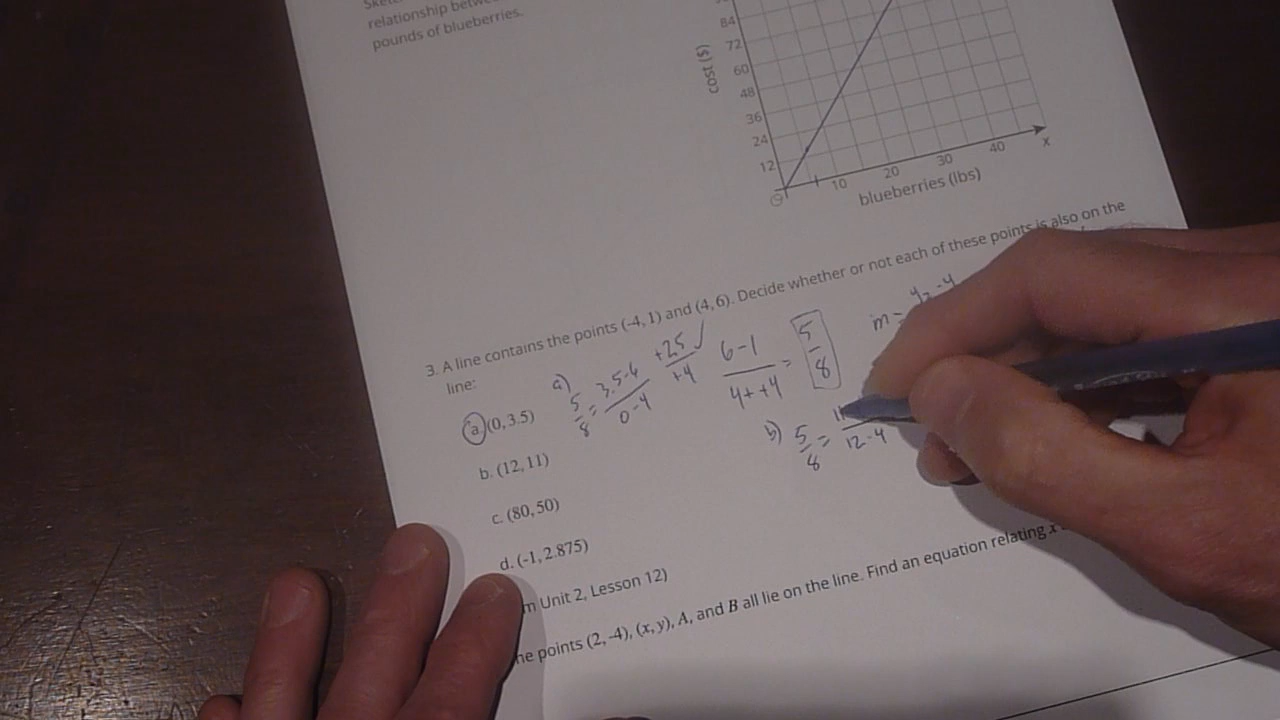 relationship betwe
pounds of blueberries.
cost ($)
84
72
60
48
36
24
12
10
20
30
40
x
blueberries (lbs)
3. A line contains the points (-4, 1) and (4, 6). Decide whether or not each of these points is also on the
line:
a. (0, 3.5)
b. (12, 11)
c. (80, 50)
d. (-1, 2.875)
m Unit 2, Lesson 12)
he points (2, -4), (x, y), A, and B all lie on the line. Find an equation relating x
a)
5/8 = 3.5-6/0-4
+25/+4 ✓
6-1/4++4 = 5/8
m =
b) 5/8 = 11/12-4